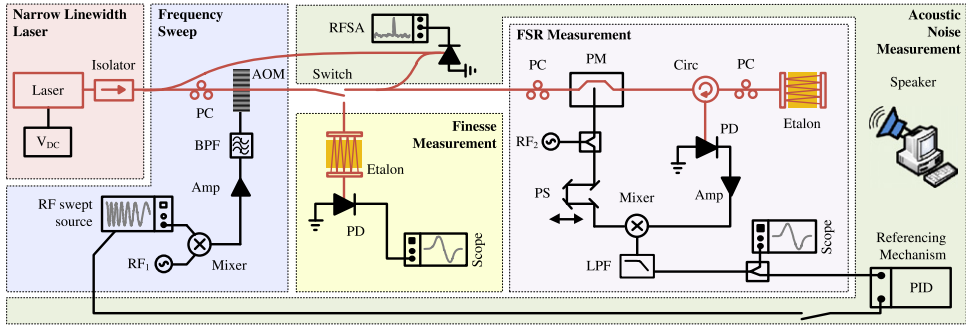 Narrow Linewidth
Laser
Isolator
Laser
V_DC
Frequency
Sweep
AOM
PC
BPF
Amp
RF swept
source
RF₁
Mixer
RFSA
Switch
Finesse
Measurement
Etalon
PD
Scope
FSR Measurement
PC
PM
Circ
PC
Etalon
RF₂
PD
PS
Mixer
Amp
LPF
Scope
Acoustic
Noise
Measurement
Speaker
Referencing
Mechanism
PID